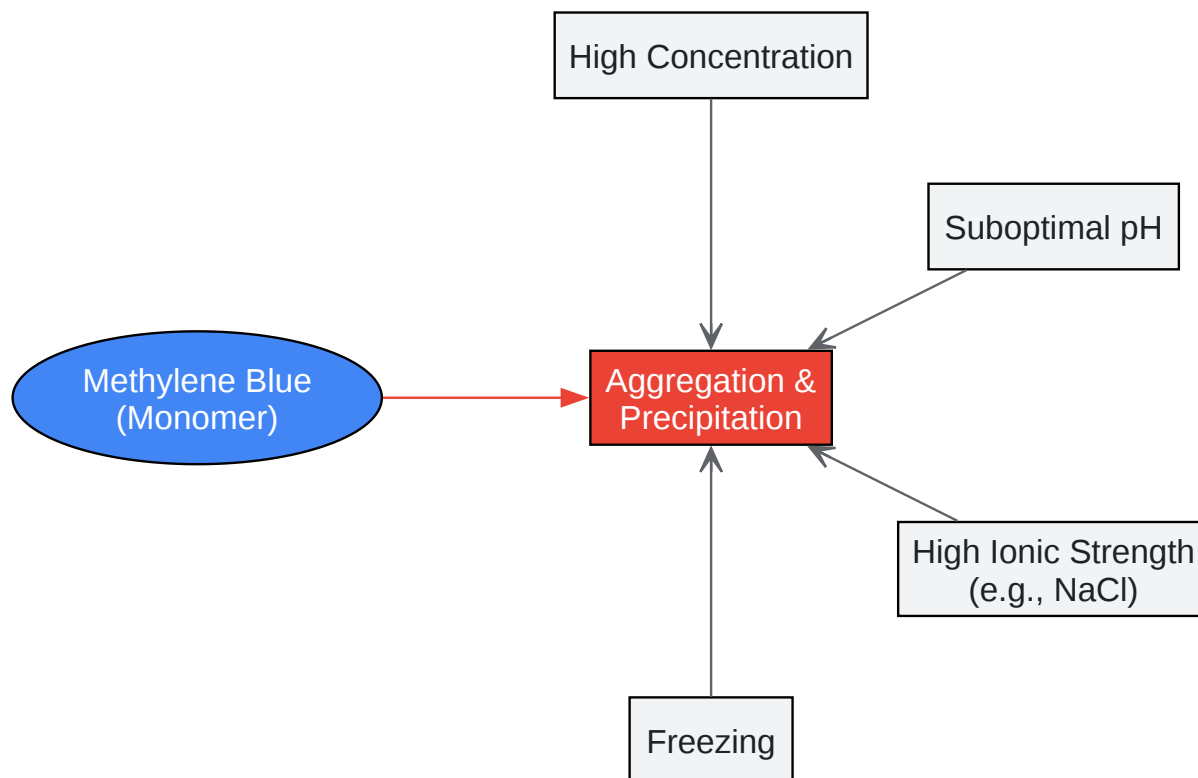 High Concentration
Suboptimal pH
Methylene Blue
(Monomer)
Aggregation &
Precipitation
High Ionic Strength
(e.g., NaCl)
Freezing